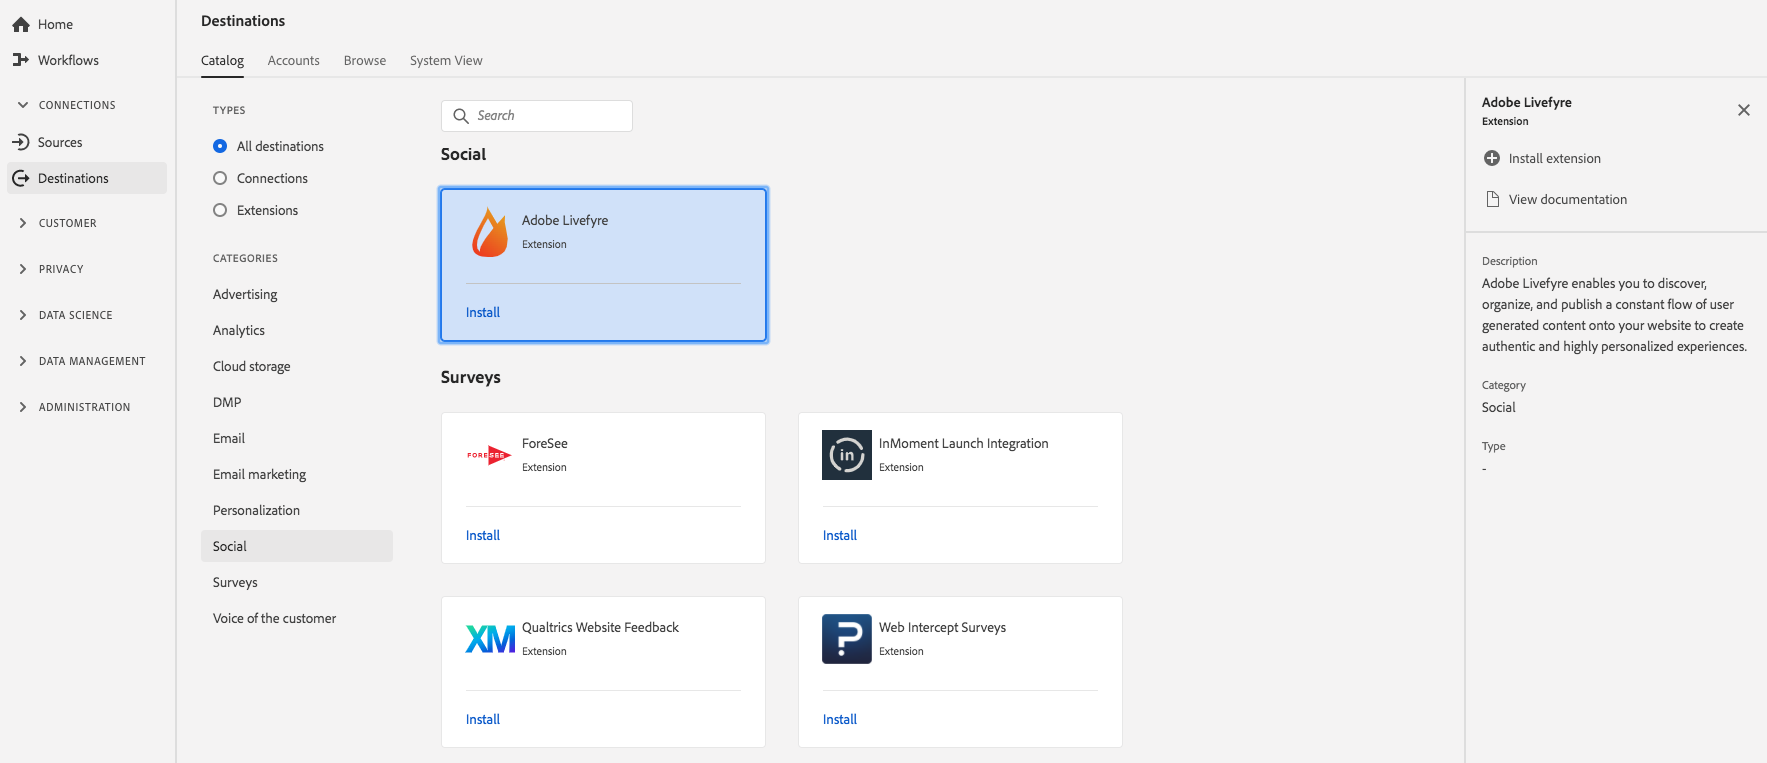 Home
Workflows
CONNECTIONS
Sources
Destinations
CUSTOMER
PRIVACY
DATA SCIENCE
DATA MANAGEMENT
ADMINISTRATION
Destinations
Catalog Accounts Browse System View
TYPES
All destinations
Connections
Extensions
CATEGORIES
Advertising
Analytics
Cloud storage
DMP
Email
Email marketing
Personalization
Social
Surveys
Voice of the customer
Search
Social
Adobe Livefyre
Extension
Install
Surveys
FORESEE
ForeSee
Extension
Install
in
InMoment Launch Integration
Extension
Install
XM
Qualtrics Website Feedback
Extension
Install
?
Web Intercept Surveys
Extension
Install
Adobe Livefyre
Extension
Install extension
View documentation
Description
Adobe Livefyre enables you to discover,
organize, and publish a constant flow of user
generated content onto your website to create
authentic and highly personalized experiences.
Category
Social
Type
-